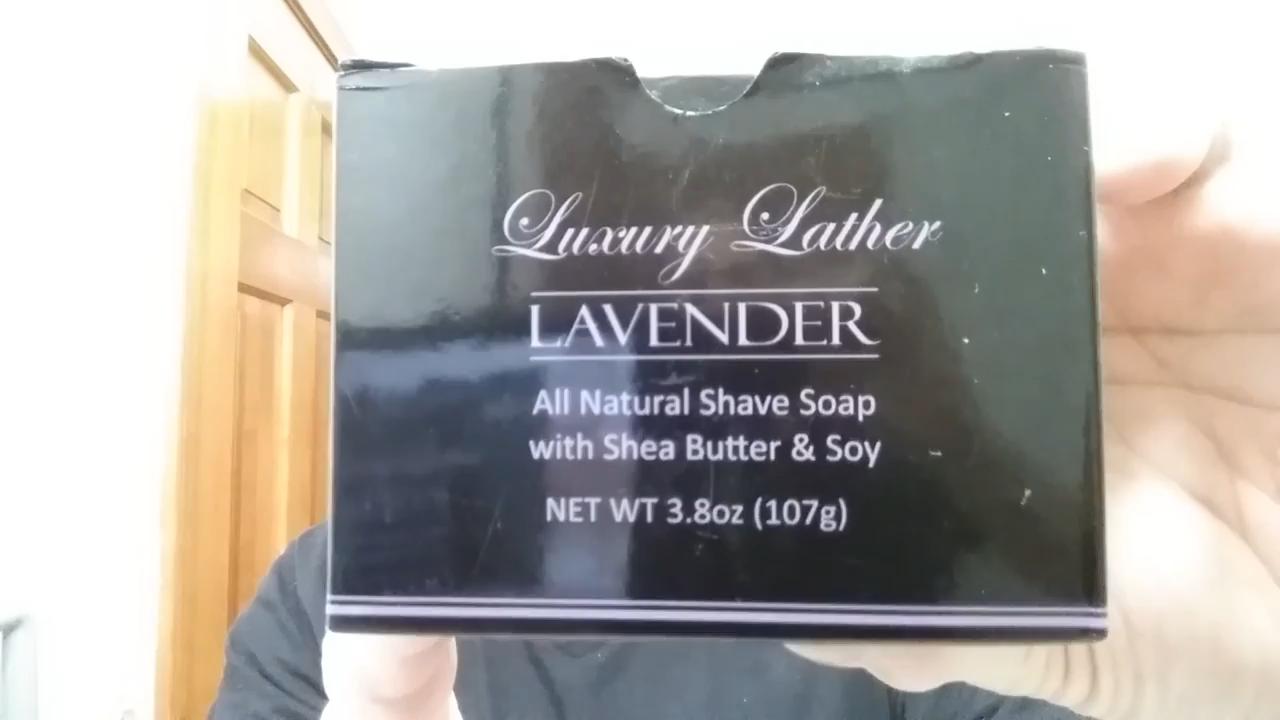 Luxury Lather
LAVENDER
All Natural Shave Soap
with Shea Butter & Soy
NET WT 3.8oz (107g)